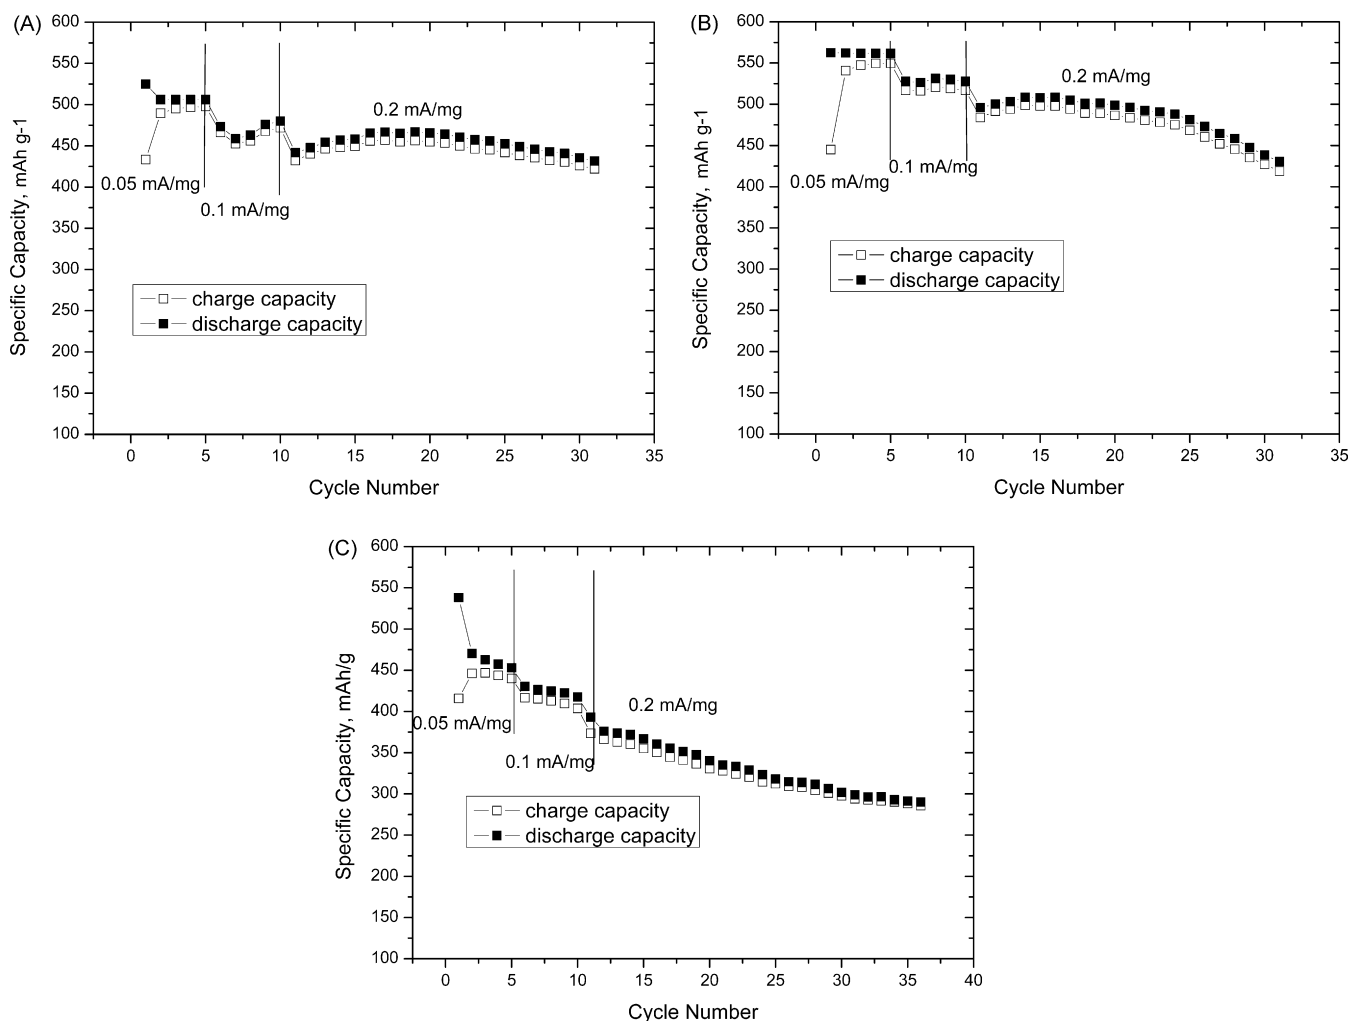 (A)
600
550
500
450
400
350
300
250
200
150
100
Specific Capacity, mAh g-1
0.05 mA/mg
0.1 mA/mg
0.2 mA/mg
charge capacity
discharge capacity
0 5 10 15 20 25 30 35
Cycle Number
(B)
600
550
500
450
400
350
300
250
200
150
100
Specific Capacity, mAh g-1
0.05 mA/mg
0.1 mA/mg
0.2 mA/mg
charge capacity
discharge capacity
0 5 10 15 20 25 30 35
Cycle Number
(C)
600
550
500
450
400
350
300
250
200
150
100
Specific Capacity, mAh/g
0.05 mA/mg
0.1 mA/mg
0.2 mA/mg
charge capacity
discharge capacity
0 5 10 15 20 25 30 35 40
Cycle Number